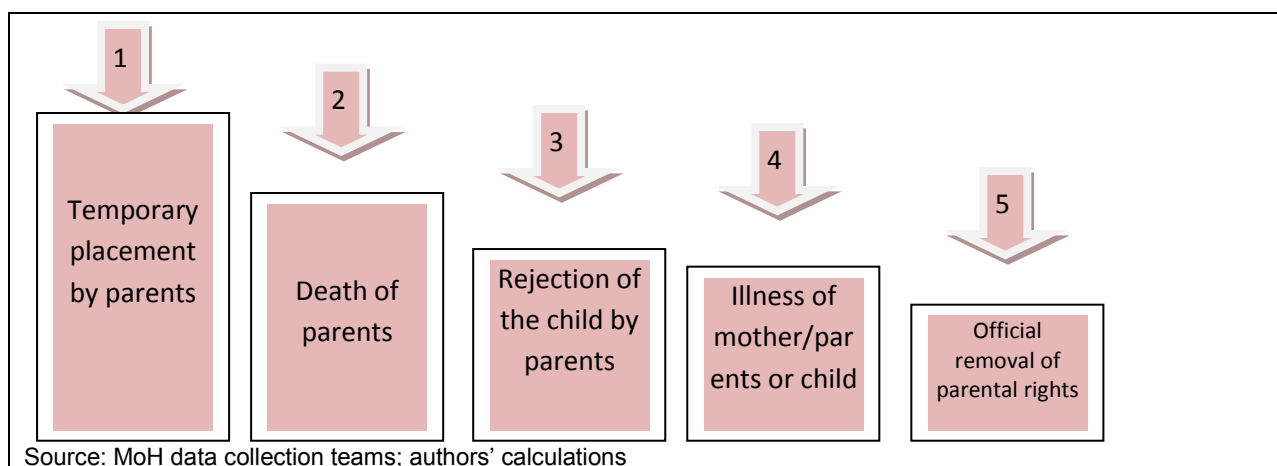 1
Temporary
placement
by parents
2
Death of
parents
3
Rejection of
the child by
parents
4
Illness of
mother/par
ents or child
5
Official
removal of
parental rights
Source: MoH data collection teams; authors’ calculations